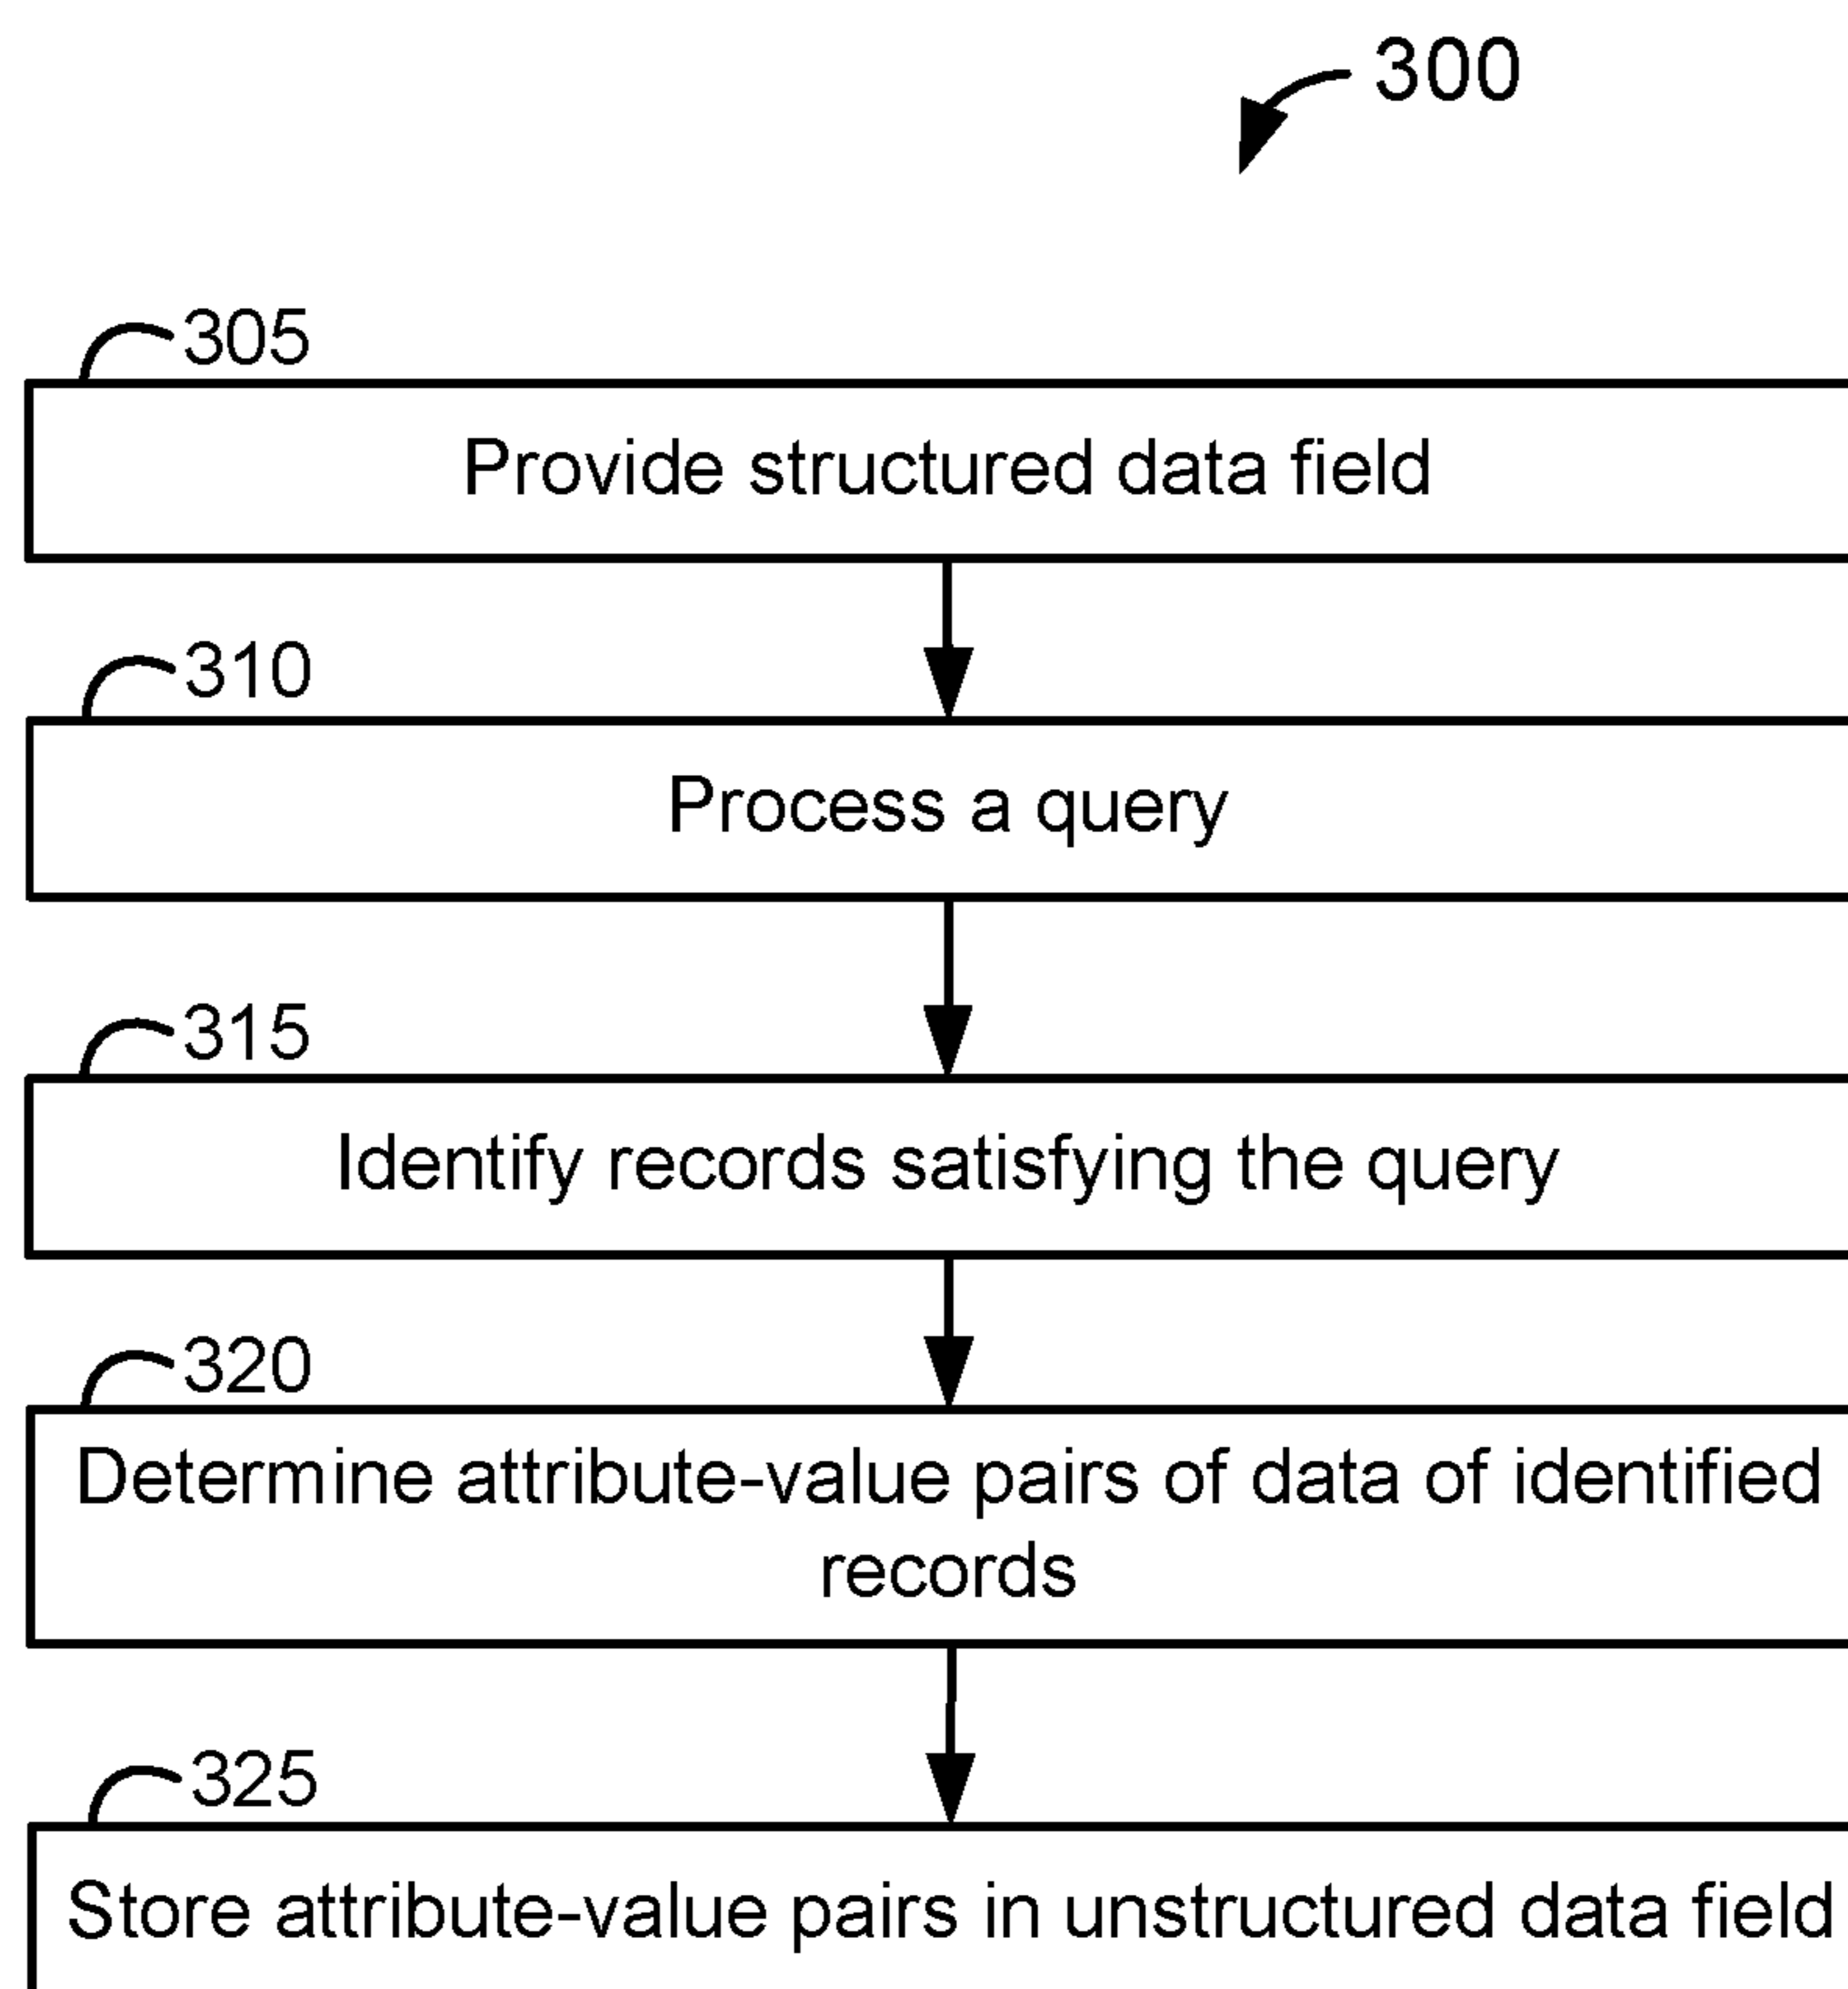 300
305
Provide structured data field
310
Process a query
315
Identify records satisfying the query
320
Determine attribute-value pairs of data of identified
records
325
Store attribute-value pairs in unstructured data field